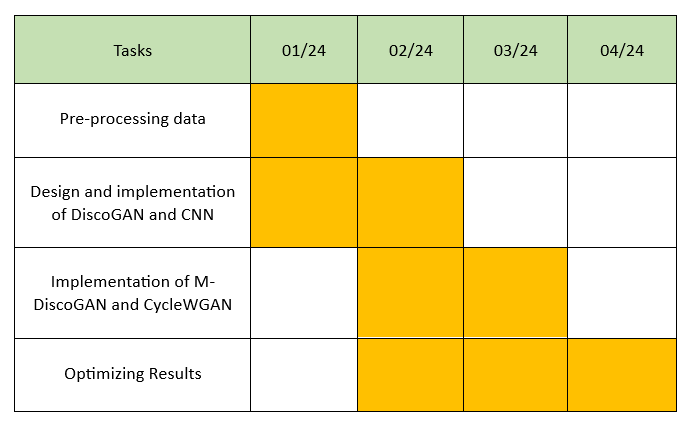 Tasks 01/24 02/24 03/24 04/24
Pre-processing data
Design and implementation
of DiscoGAN and CNN
Implementation of M-
DiscoGAN and CycleWGAN
Optimizing Results